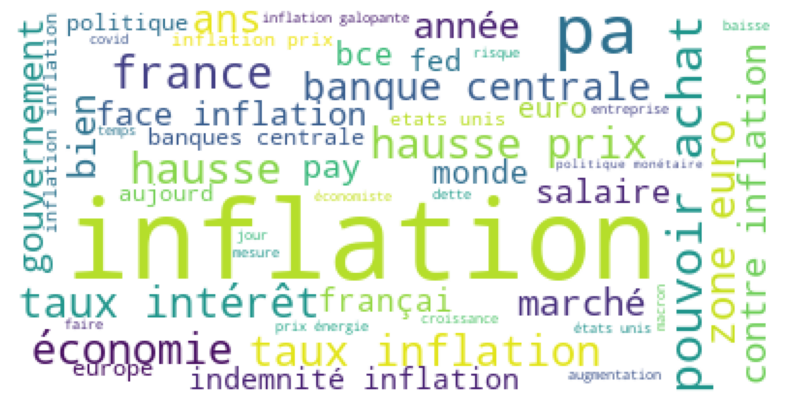 politique
ans
inflation galopante
année
pa
baisse
covid
inflation prix
bce
fed
risque
france
banque centrale
gouvernement
inflation inflation
bien
face inflation
etats unis
euro
entreprise
temps
banques centrale
hausse prix
pouvoir achat
zone euro
contre inflation
hausse
pay
monde
politique monétaire
aujourd
économiste
dette
salaire
inflation
jour
mesure
taux intérêt
françai
marché
macron
faire
prix énergie
croissance
états unis
économie
taux inflation
europe
indemnité inflation
augmentation